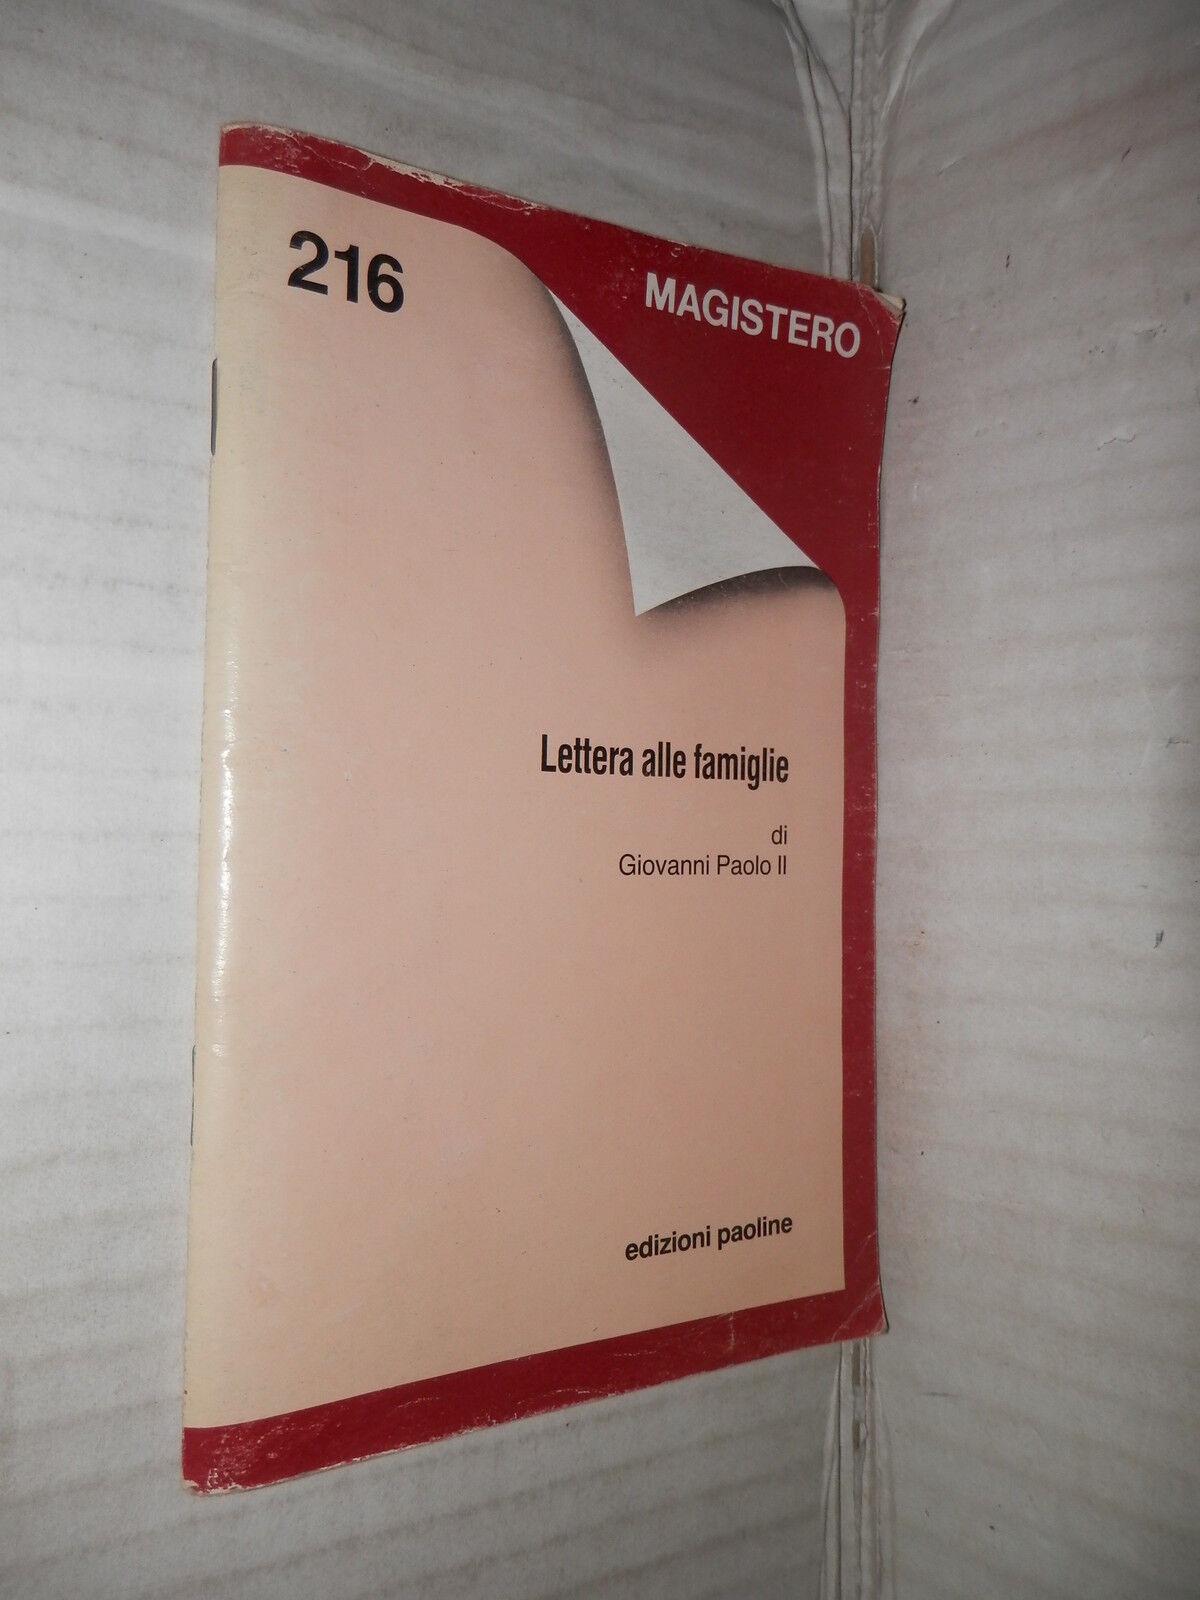 216
MAGISTERO
Lettera alle famiglie
di
Giovanni Paolo II
edizioni paoline